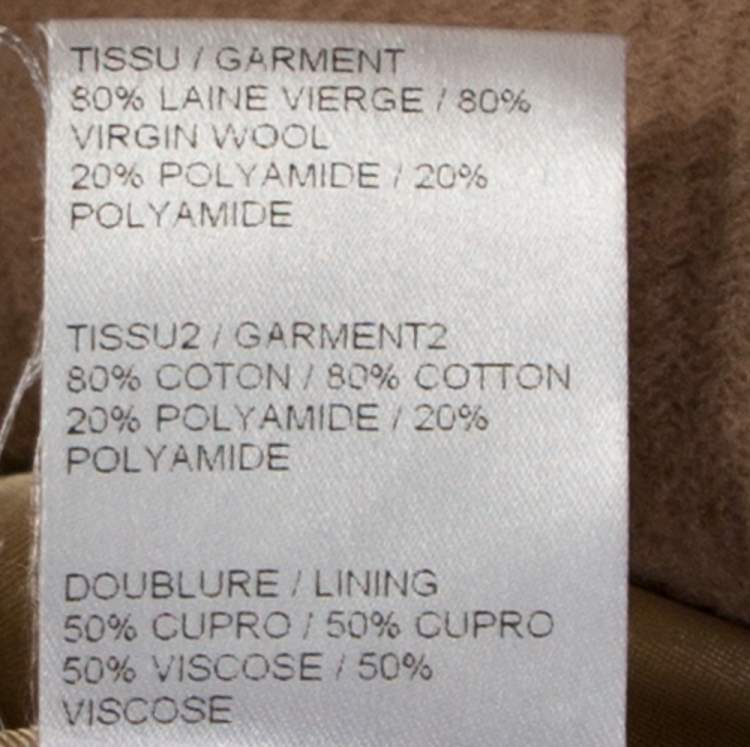 TISSU / GARMENT
80% LAINE VIERGE / 80%
VIRGIN WOOL
20% POLYAMIDE / 20%
POLYAMIDE
TISSU2 / GARMENT2
80% COTON / 80% COTTON
20% POLYAMIDE / 20%
POLYAMIDE
DOUBLURE / LINING
50% CUPRO / 50% CUPRO
50% VISCOSE / 50%
VISCOSE